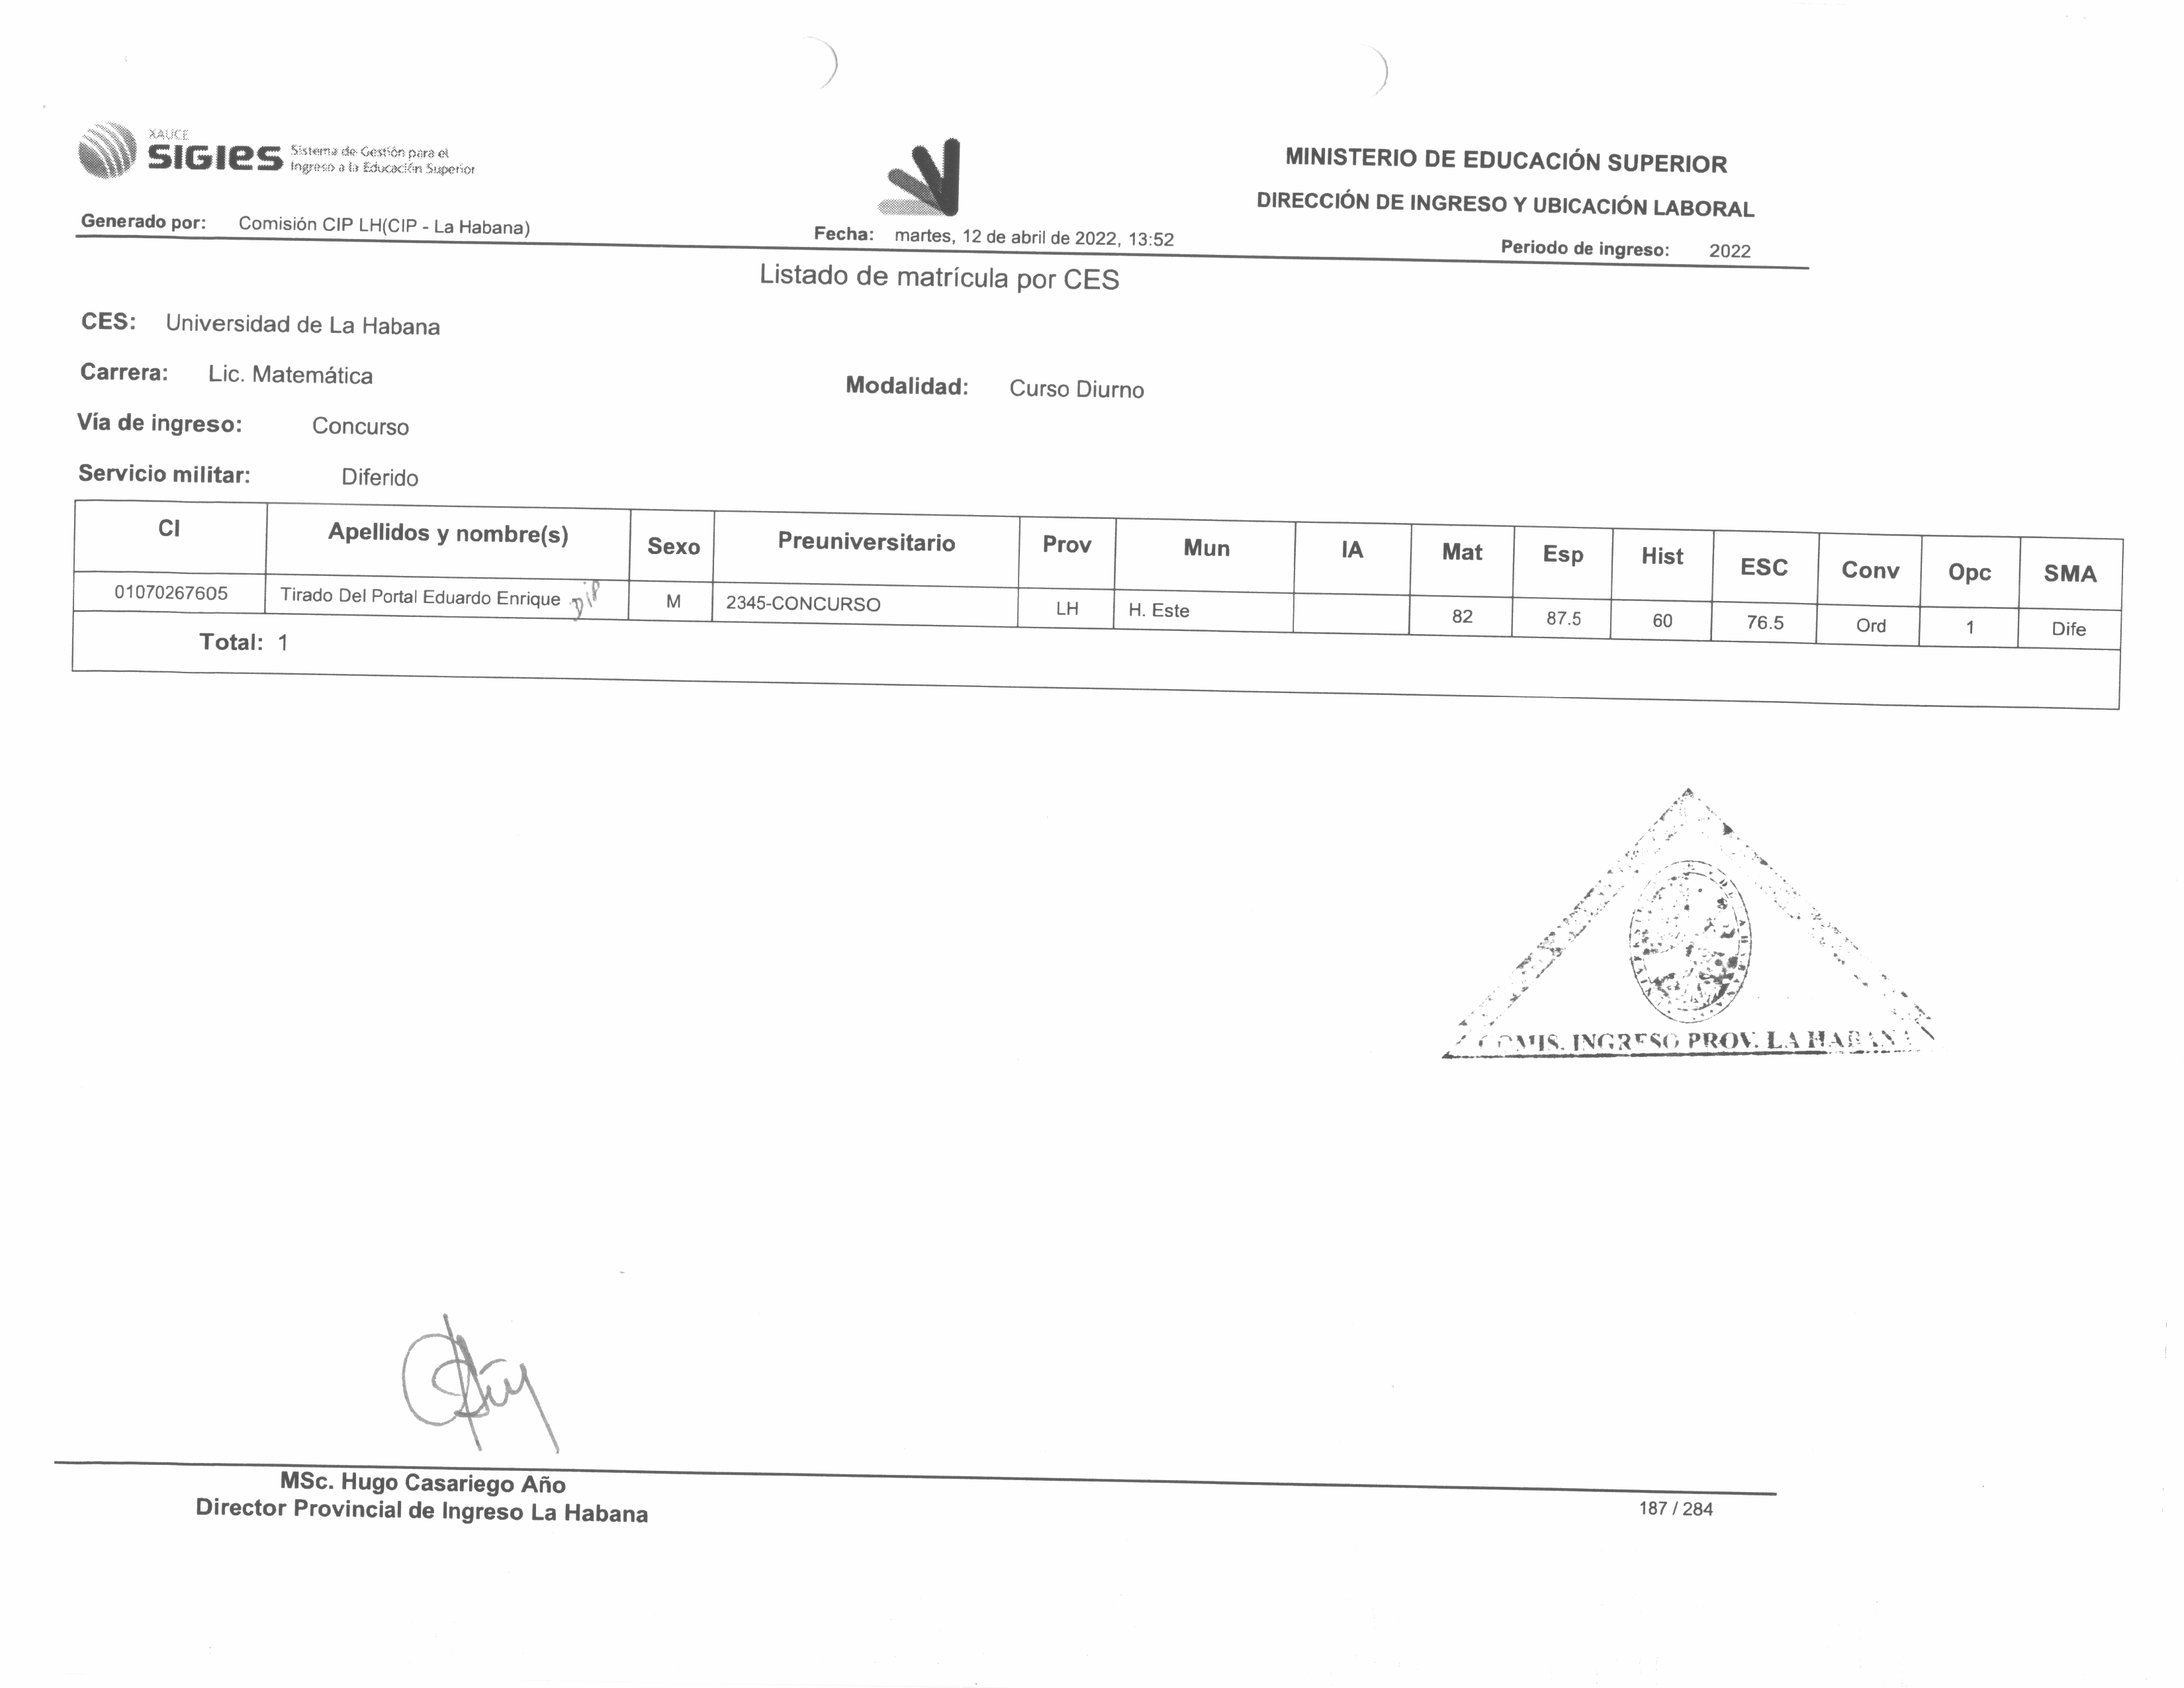 XAUCE
SIGIES Sistema de Gestión para el
Ingreso a la Educación Superior
MINISTERIO DE EDUCACIÓN SUPERIOR
DIRECCIÓN DE INGRESO Y UBICACIÓN LABORAL
Generado por: Comisión CIP LH(CIP - La Habana)
Fecha: martes, 12 de abril de 2022, 13:52
Periodo de ingreso: 2022
Listado de matrícula por CES
CES: Universidad de La Habana
Carrera: Lic. Matemática
Modalidad: Curso Diurno
Vía de ingreso: Concurso
Servicio militar: Diferido
CI Apellidos y nombre(s) Sexo Preuniversitario Prov Mun IA Mat Esp Hist ESC Conv Opc SMA
01070267605 Tirado Del Portal Eduardo Enrique Dif M 2345-CONCURSO LH H. Este 82 87.5 60 76.5 Ord 1 Dife
Total: 1
COMIS. INGRESO PROV. LA HABANA
MSc. Hugo Casariego Año
Director Provincial de Ingreso La Habana
187 / 284